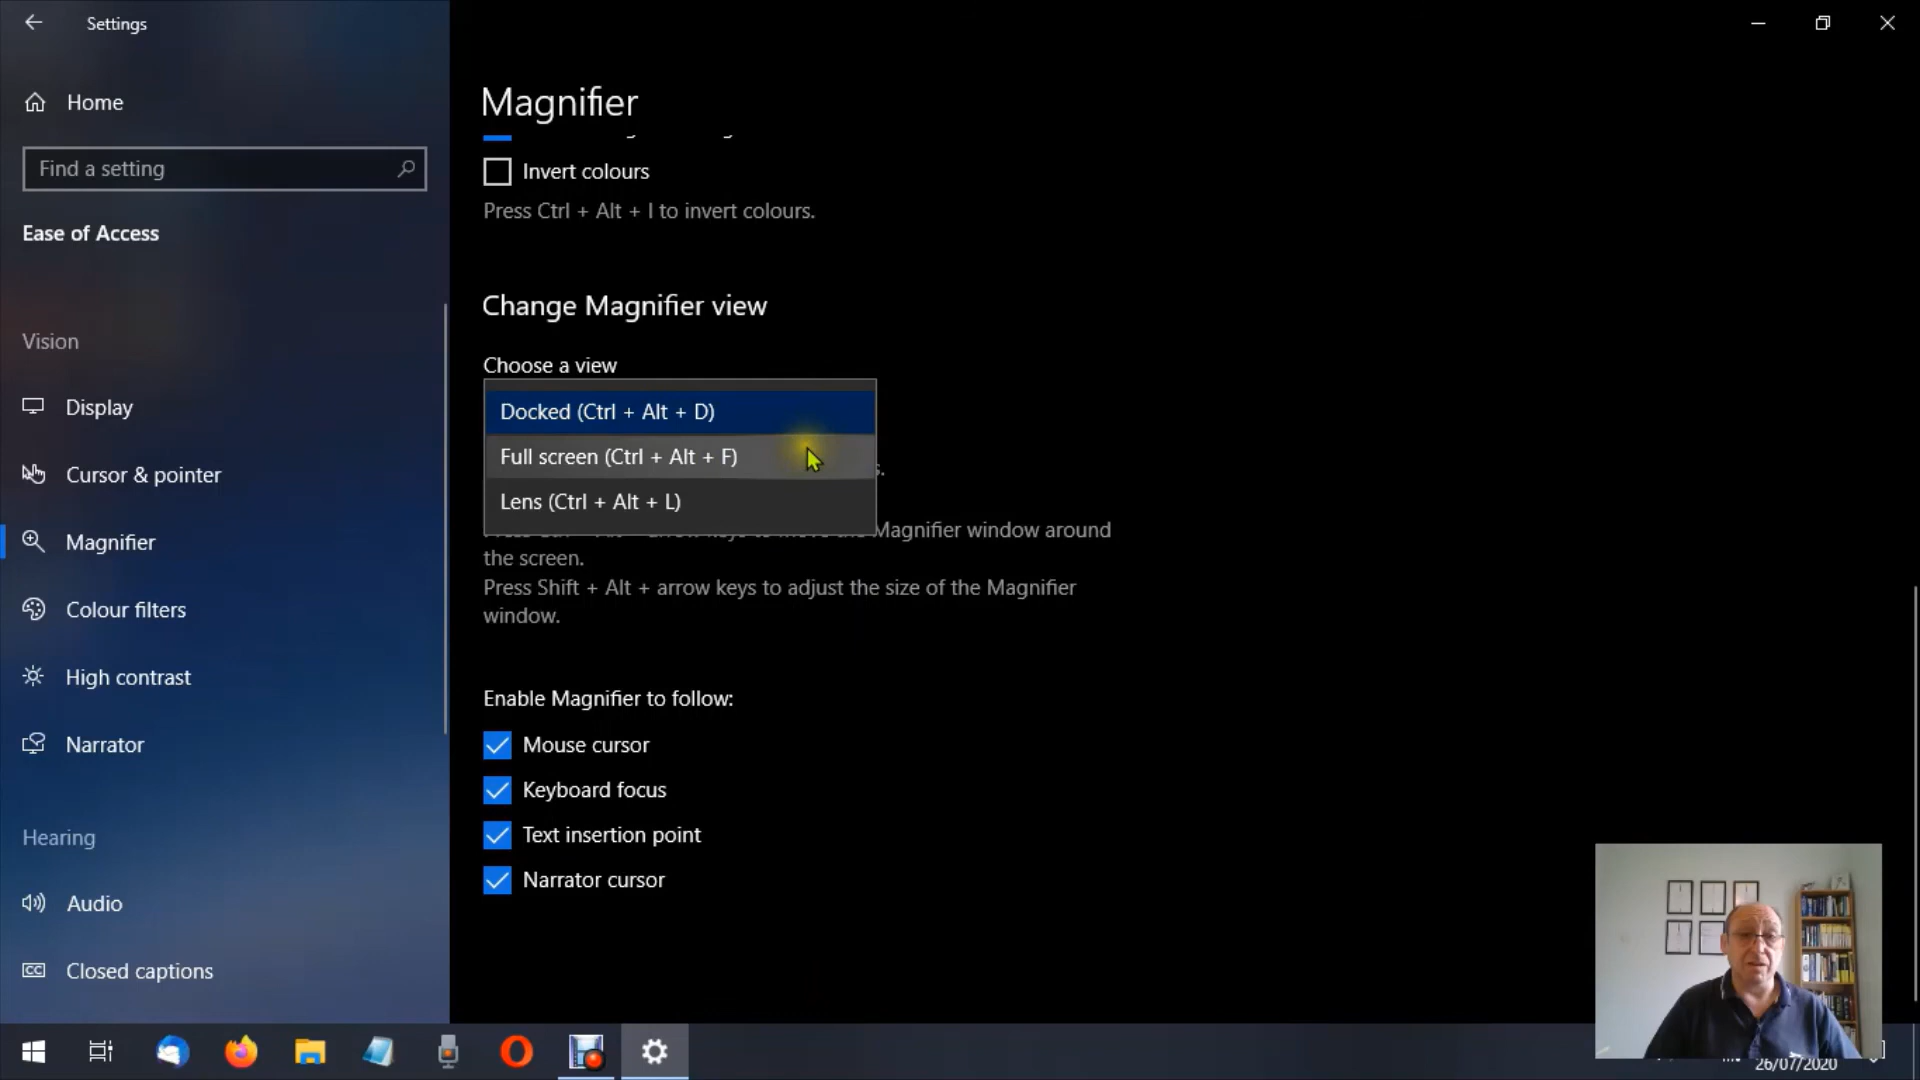 Settings
Home
Find a setting
Ease of Access
Vision
Display
Cursor & pointer
Magnifier
Colour filters
High contrast
Narrator
Hearing
Audio
Closed captions
Magnifier
Invert colours
Press Ctrl + Alt + I to invert colours.
Change Magnifier view
Choose a view
Docked (Ctrl + Alt + D)
Full screen (Ctrl + Alt + F)
Lens (Ctrl + Alt + L)
Magnifier window around
the screen.
Press Shift + Alt + arrow keys to adjust the size of the Magnifier
window.
Enable Magnifier to follow:
Mouse cursor
Keyboard focus
Text insertion point
Narrator cursor
26/07/2020